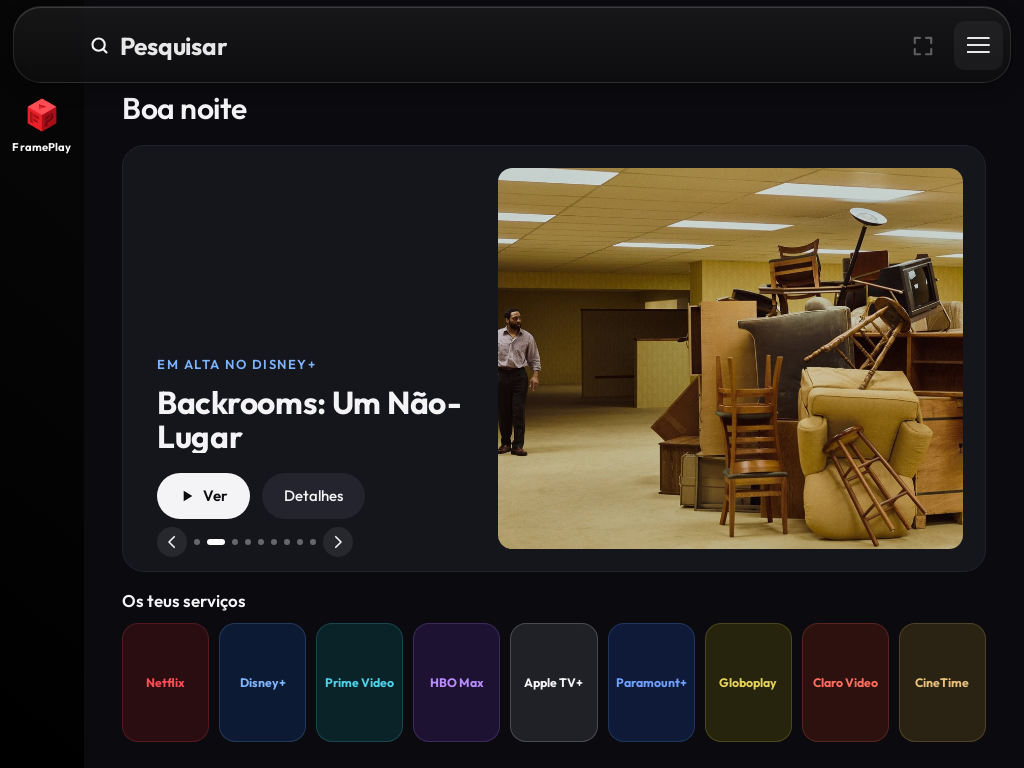 Pesquisar
FramePlay
Boa noite
EM ALTA NO DISNEY+
Backrooms: Um Não-
Lugar
Ver
Detalhes
Os teus serviços
Netflix
Disney+
Prime Video
HBO Max
Apple TV+
Paramount+
Globoplay
Claro Video
CineTime